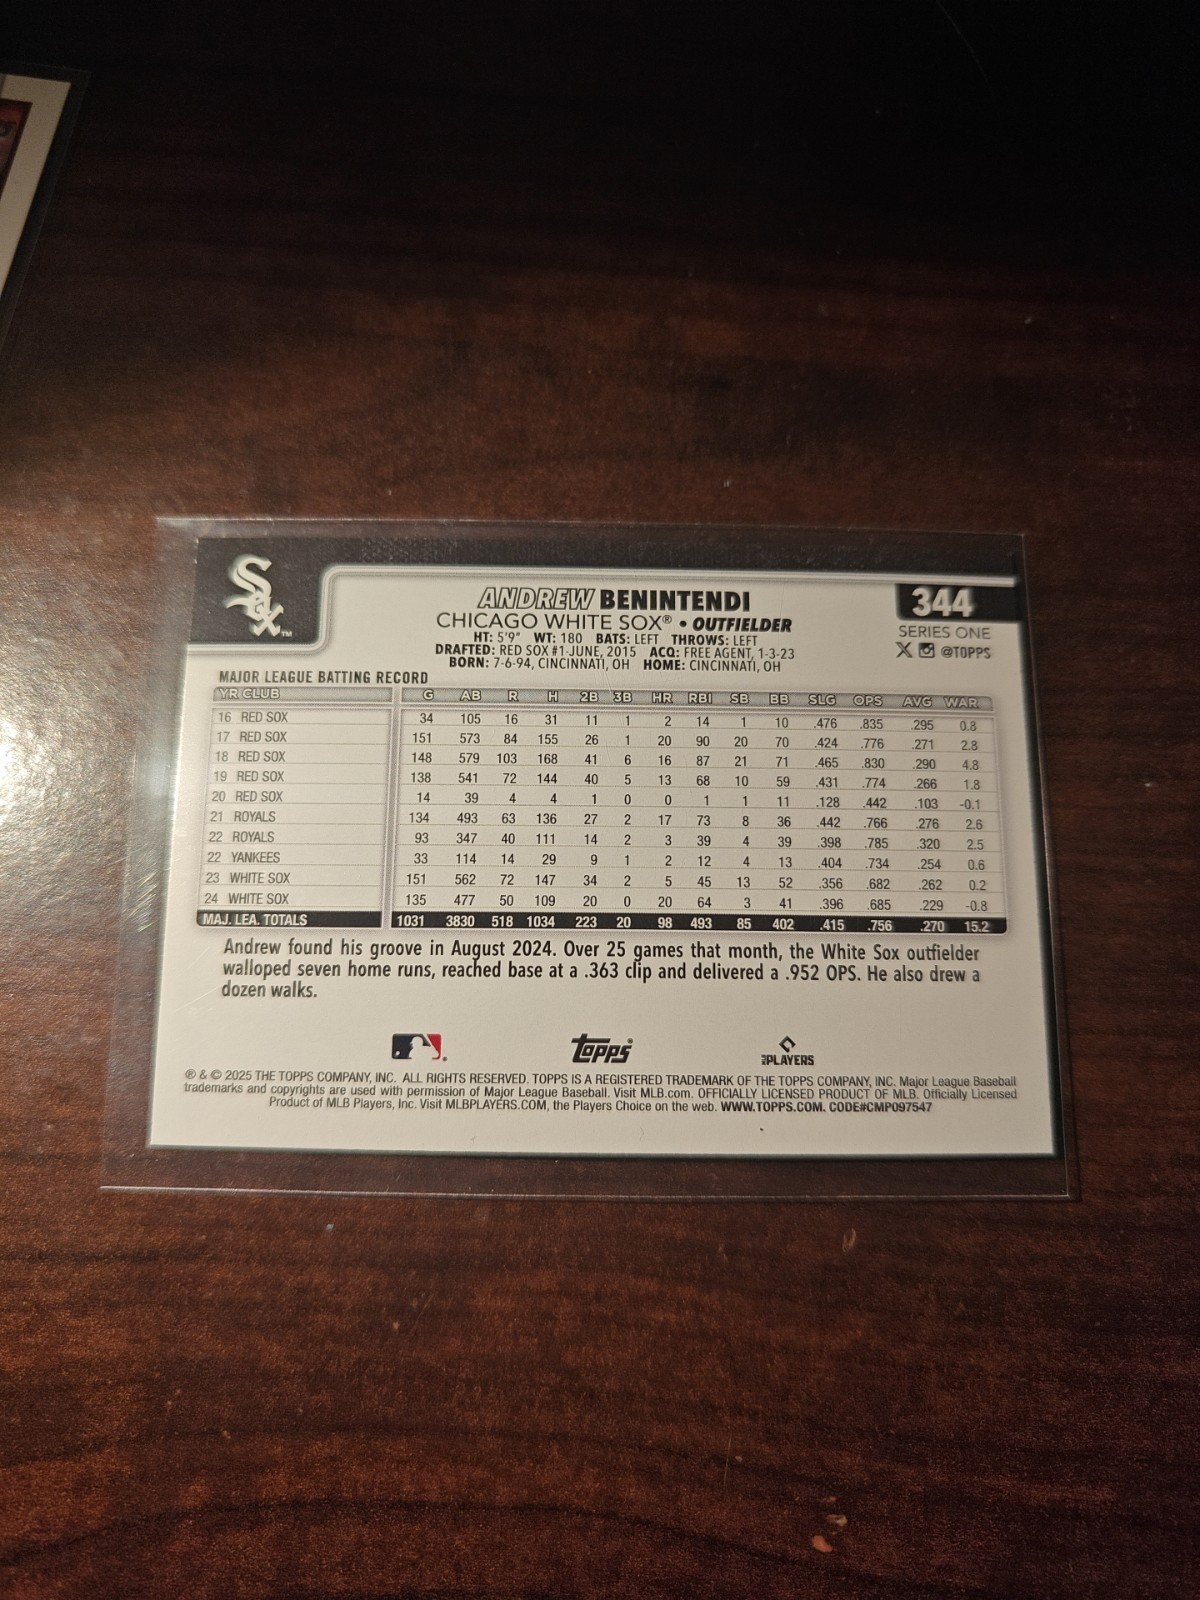 Sox
TM
ANDREW BENINTENDI
344
CHICAGO WHITE SOX® • OUTFIELDER
SERIES ONE
HT: 5'9" WT: 180 BATS: LEFT THROWS: LEFT
@TOPPS
DRAFTED: RED SOX #1-JUNE, 2015 ACQ: FREE AGENT, 1-3-23
BORN: 7-6-94, CINCINNATI, OH HOME: CINCINNATI, OH
MAJOR LEAGUE BATTING RECORD
YR CLUB G AB R H 2B 3B HR RBI SB BB SLG OPS AVG WAR
16 RED SOX 34 105 16 31 11 1 2 14 1 10 .476 .835 .295 0.8
17 RED SOX 151 573 84 155 26 1 20 90 20 70 .424 .776 .271 2.8
18 RED SOX 148 579 103 168 41 6 16 87 21 71 .465 .830 .290 4.8
19 RED SOX 138 541 72 144 40 5 13 68 10 59 .431 .774 .266 1.8
20 RED SOX 14 39 4 4 1 0 0 1 1 11 .128 .442 .103 -0.1
21 ROYALS 134 493 63 136 27 2 17 73 8 36 .442 .766 .276 2.6
22 ROYALS 93 347 40 111 14 2 3 39 4 39 .398 .785 .320 2.5
22 YANKEES 33 114 14 29 9 1 2 12 4 13 .404 .734 .254 0.6
23 WHITE SOX 151 562 72 147 34 2 5 45 13 52 .356 .682 .262 0.2
24 WHITE SOX 135 477 50 109 20 0 20 64 3 41 .396 .685 .229 -0.8
MAJ. LEA. TOTALS 1031 3830 518 1034 223 20 98 493 85 402 .415 .756 .270 15.2
Andrew found his groove in August 2024. Over 25 games that month, the White Sox outfielder
walloped seven home runs, reached base at a .363 clip and delivered a .952 OPS. He also drew a
dozen walks.
Topps®
MLB PLAYERS
® & © 2025 THE TOPPS COMPANY, INC. ALL RIGHTS RESERVED. TOPPS IS A REGISTERED TRADEMARK OF THE TOPPS COMPANY, INC. Major League Baseball
trademarks and copyrights are used with permission of Major League Baseball. Visit MLB.com. OFFICIALLY LICENSED PRODUCT OF MLB. Officially Licensed
Product of MLB Players, Inc. Visit MLBPLAYERS.COM, the Players Choice on the web. WWW.TOPPS.COM. CODE#CMP097547